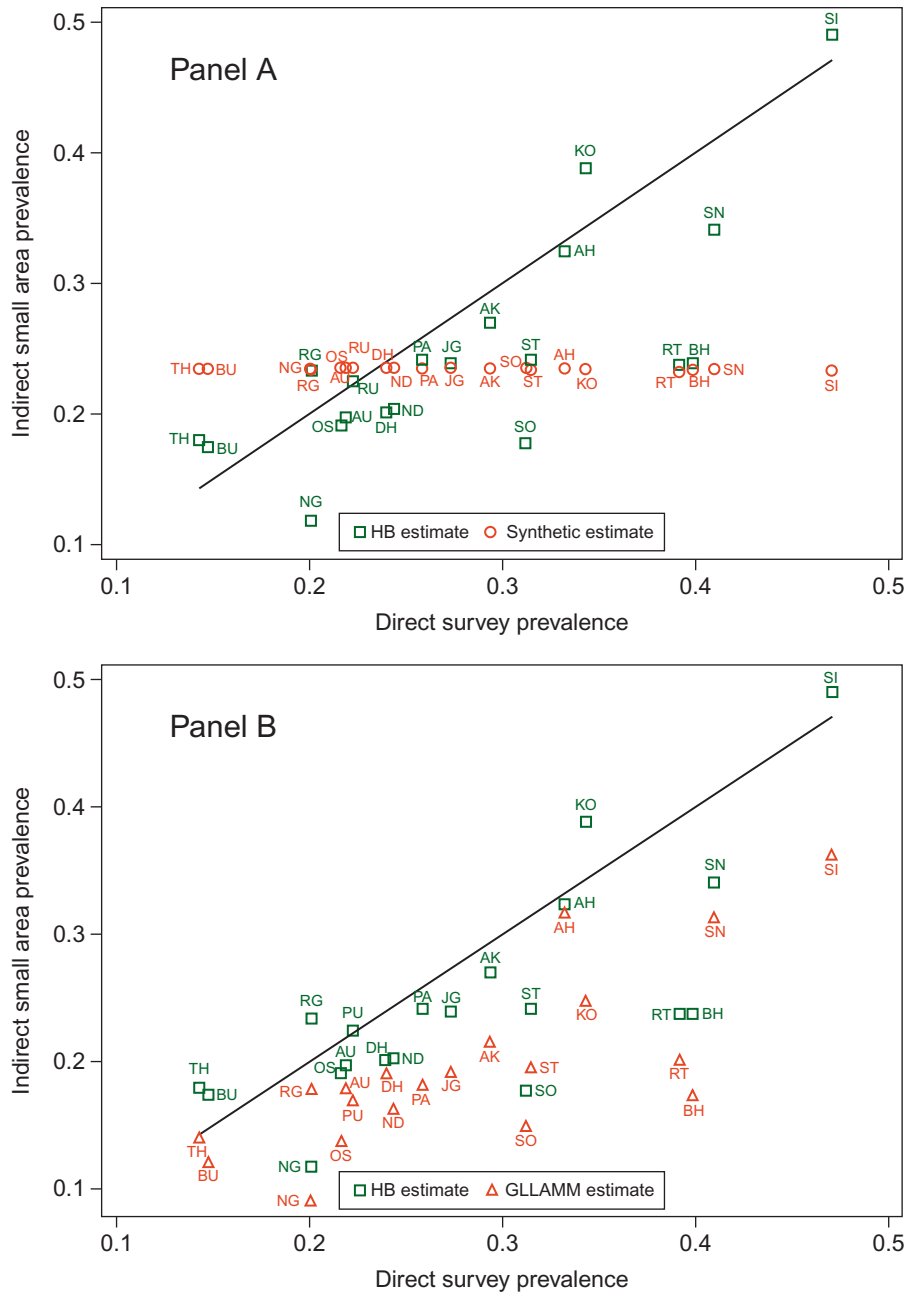 Panel A
Indirect small area prevalence
0.5
0.4
0.3
0.2
0.1
SI
KO
SN
AH
AK
RG
PA
JG
ST
RT
BH
RU
OS
AU
DH
ND
TH
BU
SO
NG
TH
BU
NG
RG
OS
AU
RU
DH
ND
PA
JG
AK
SO
ST
AH
KO
RT
BH
SN
SI
HB estimate
Synthetic estimate
0.1
0.2
0.3
0.4
0.5
Direct survey prevalence
Panel B
Indirect small area prevalence
0.5
0.4
0.3
0.2
0.1
SI
KO
SN
AH
AK
RG
PU
PA
JG
ST
RT
BH
AU
OS
DH
ND
TH
BU
SO
NG
SI
AH
SN
KO
AK
RG
AU
PU
DH
ND
PA
JG
ST
RT
BH
SO
TH
BU
OS
NG
HB estimate
GLLAMM estimate
0.1
0.2
0.3
0.4
0.5
Direct survey prevalence